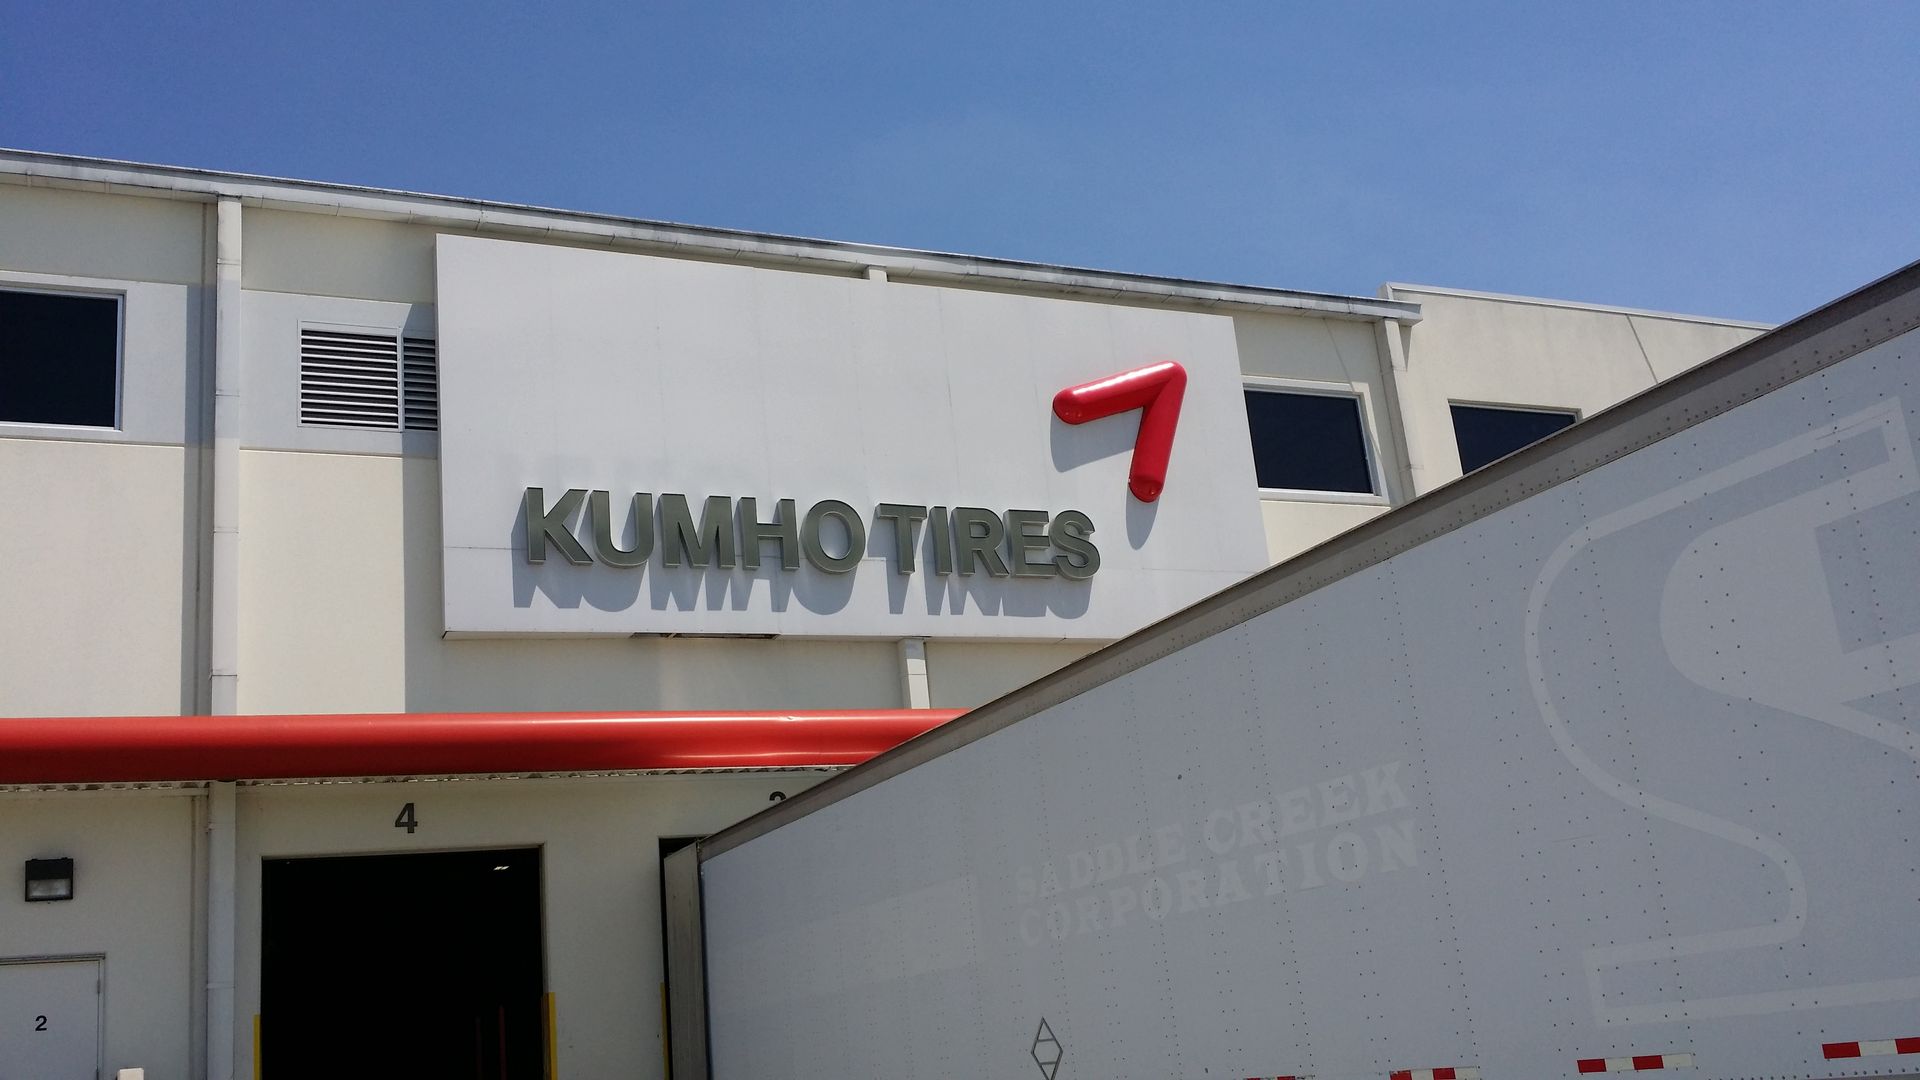 KUMHO TIRES
4
2
SADDLE CREEK
CORPORATION